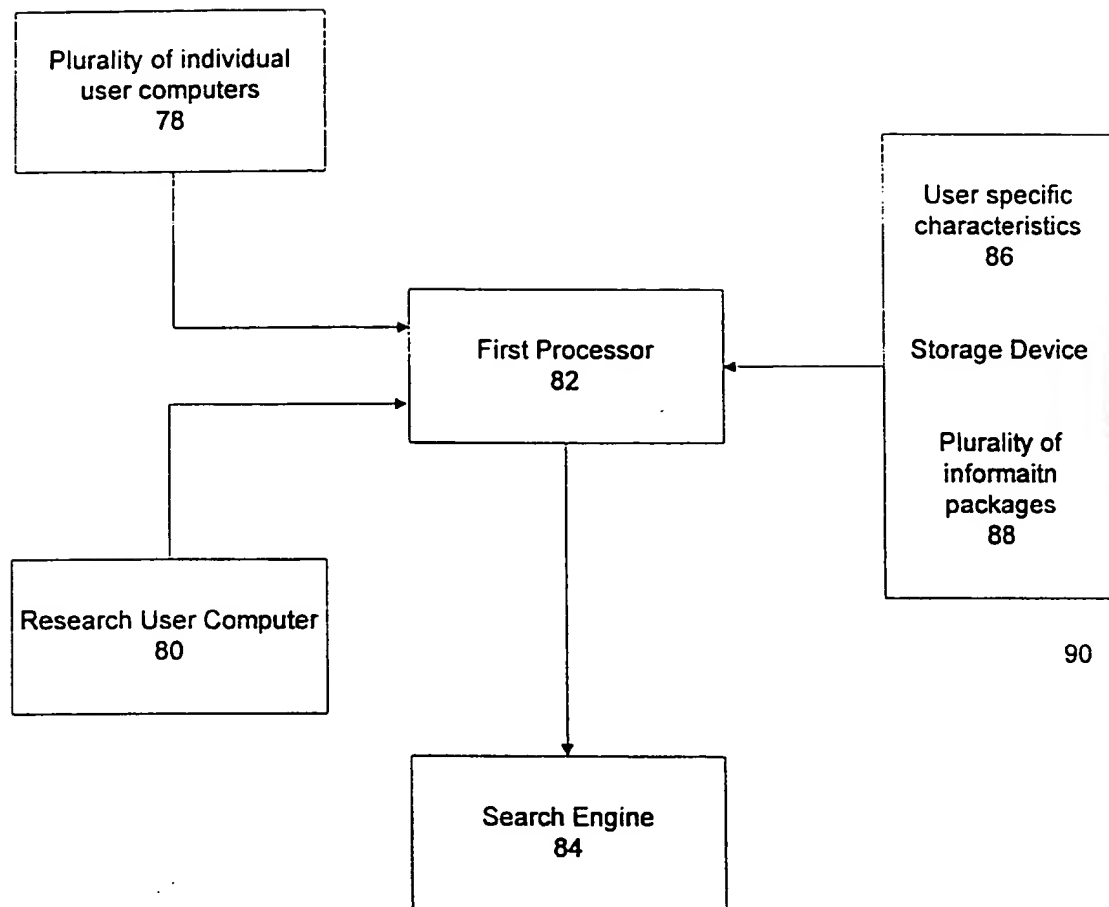 Plurality of individual
user computers
78
User specific
characteristics
86
First Processor
82
Storage Device
Plurality of
informaitn
packages
88
Research User Computer
80
90
Search Engine
84